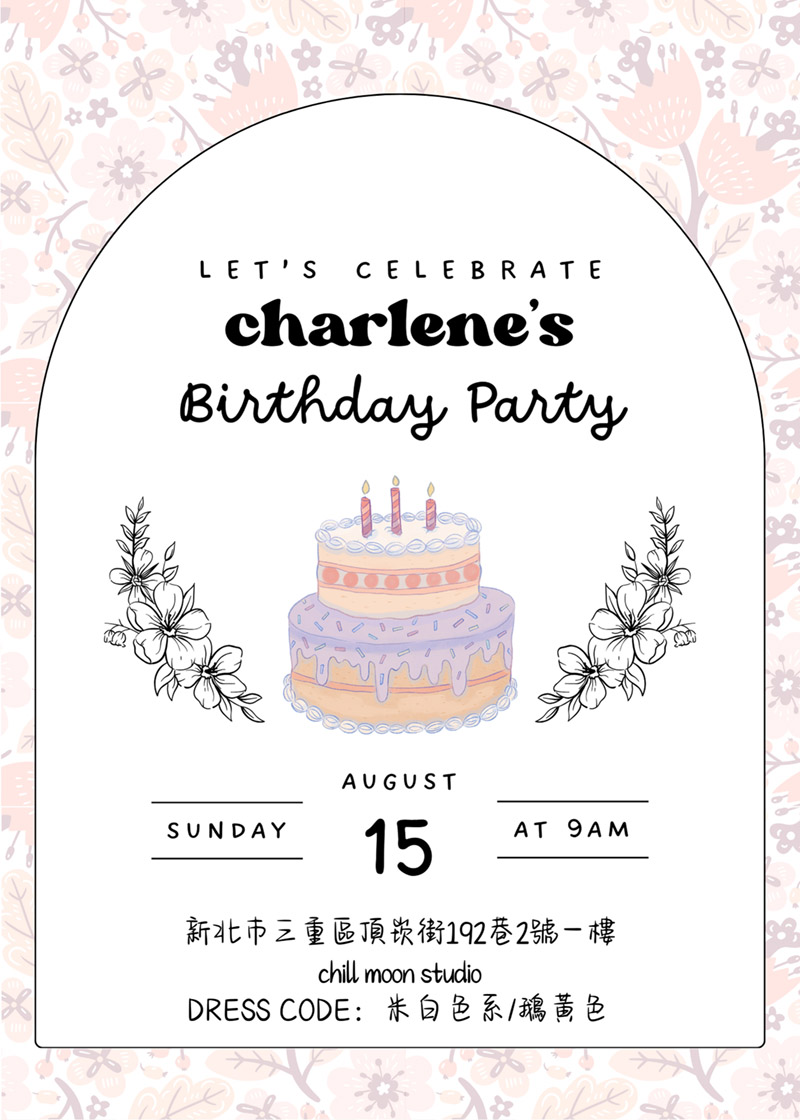 LET'S CELEBRATE
charlene's
Birthday Party
AUGUST
SUNDAY
15
AT 9AM
新北市三重區頂崁街192巷2號一樓
chill moon studio
DRESS CODE: 米白色系/鵝黃色